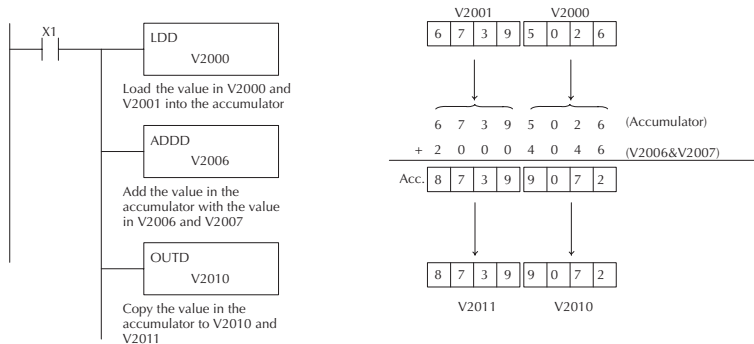 X1
LDD
V2000
Load the value in V2000 and
V2001 into the accumulator
ADDD
V2006
Add the value in the
accumulator with the value
in V2006 and V2007
OUTD
V2010
Copy the value in the
accumulator to V2010 and
V2011
V2001 V2000
6 7 3 9 5 0 2 6
6 7 3 9 5 0 2 6 (Accumulator)
+ 2 0 0 0 4 0 4 6 (V2006&V2007)
Acc. 8 7 3 9 9 0 7 2
8 7 3 9 9 0 7 2
V2011 V2010